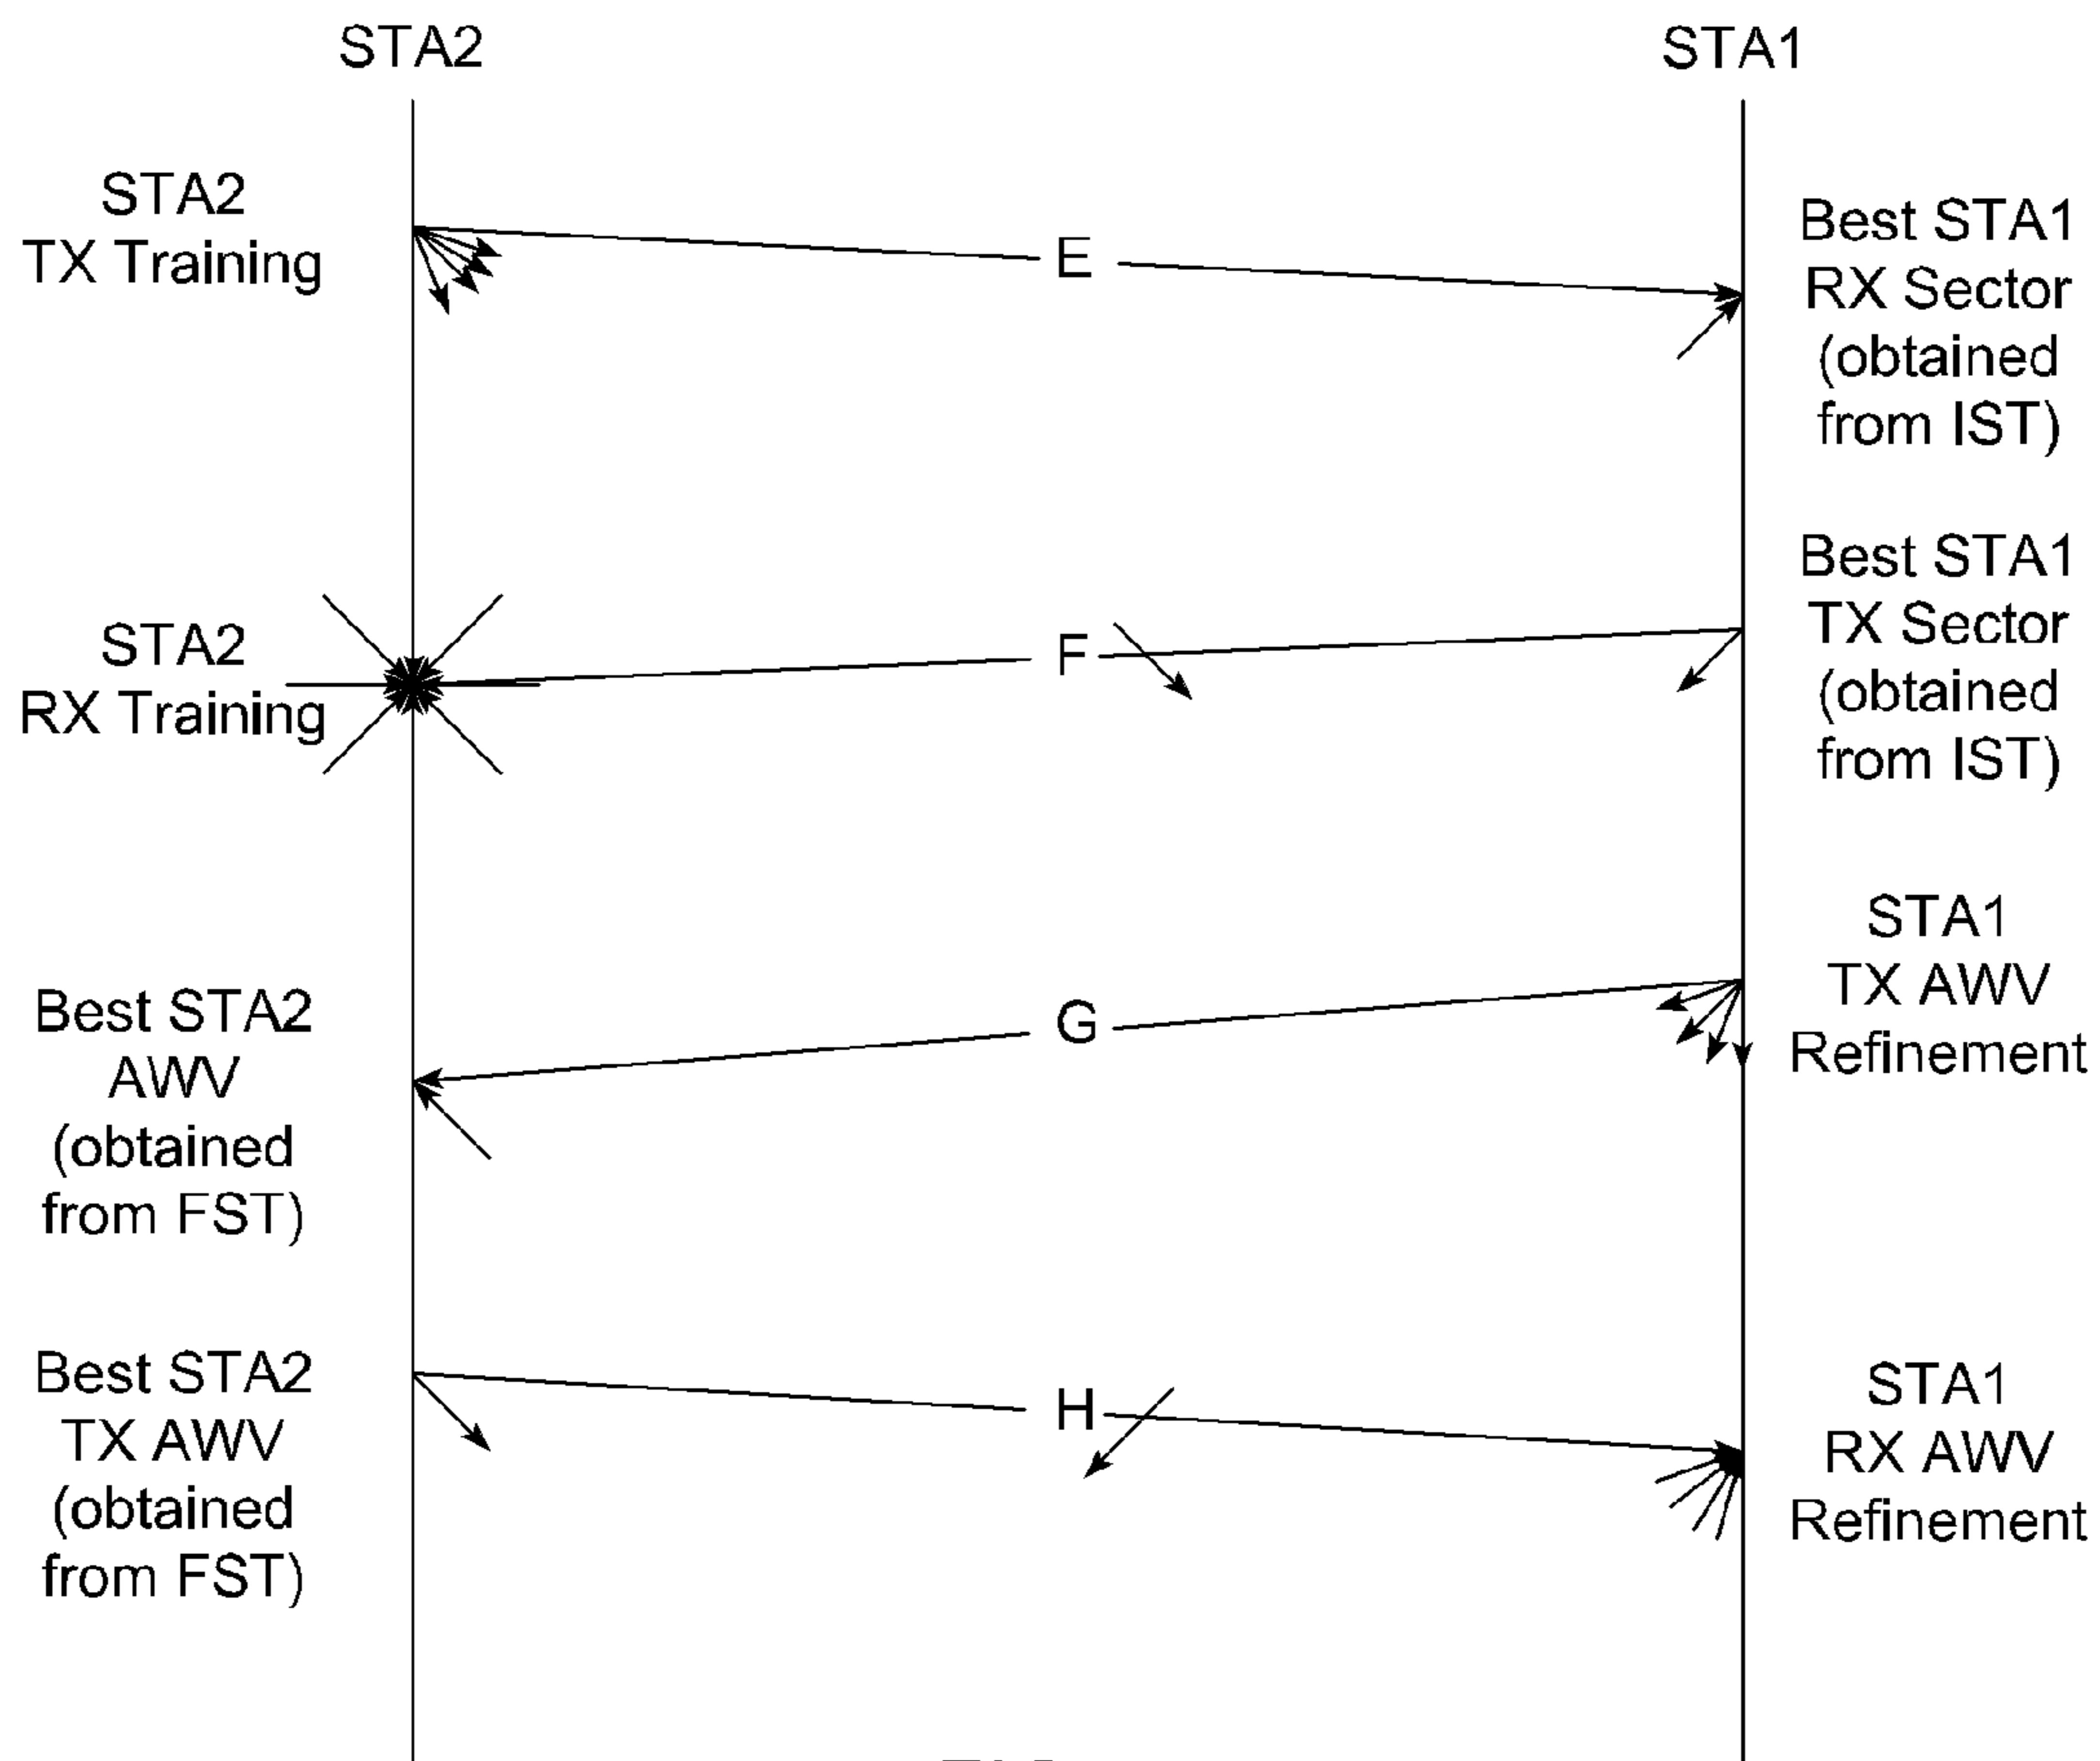 STA2
STA1
STA2
TX Training
E
Best STA1
RX Sector
(obtained
from IST)
STA2
RX Training
F
Best STA1
TX Sector
(obtained
from IST)
Best STA2
AWV
(obtained
from FST)
G
STA1
TX AWV
Refinement
Best STA2
TX AWV
(obtained
from FST)
H
STA1
RX AWV
Refinement